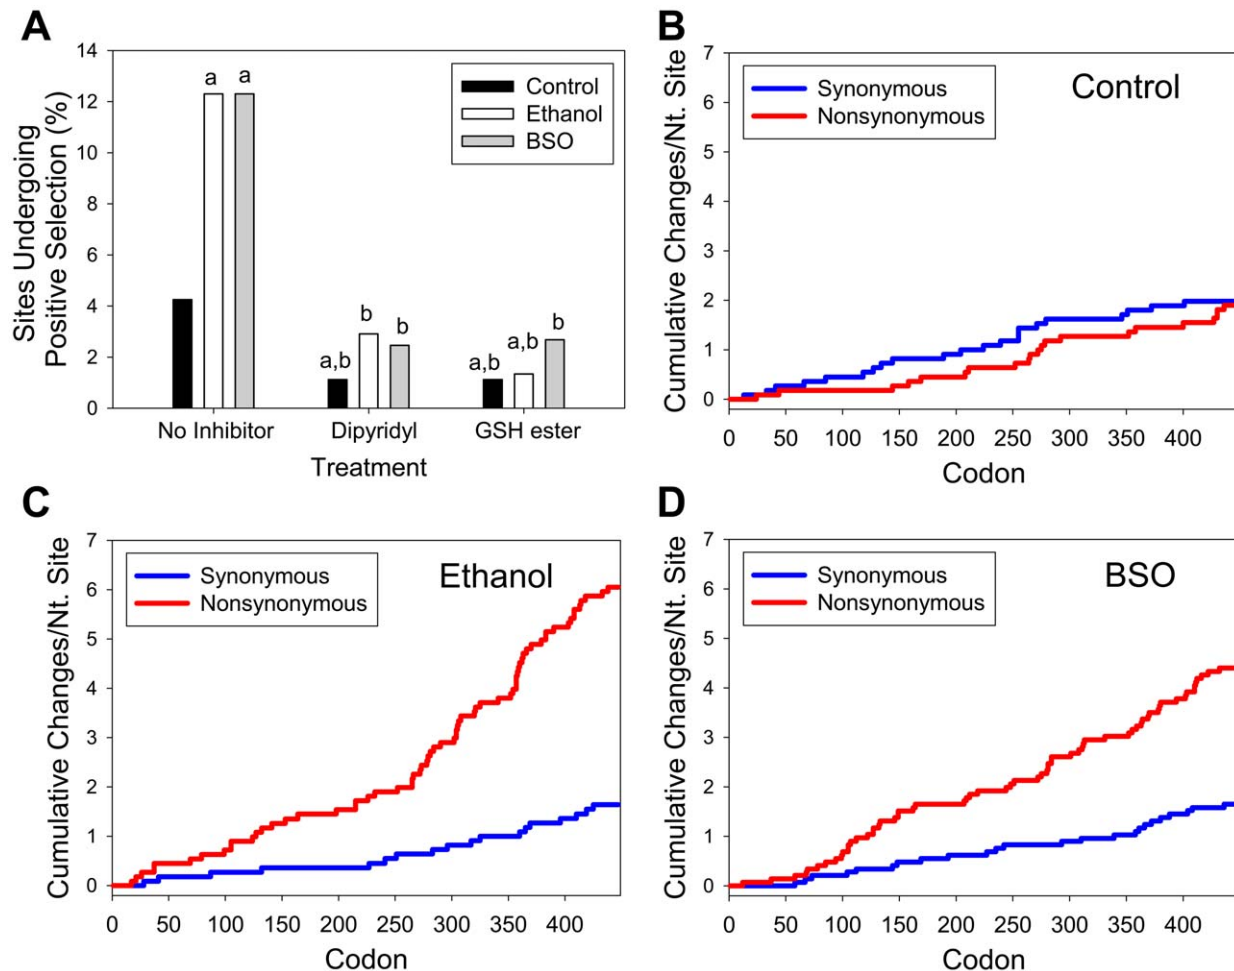 A
Sites Undergoing
Positive Selection (%)
14
12
10
8
6
4
2
0
a a
a,b b b
a,b a,b b
Control
Ethanol
BSO
No Inhibitor Dipyridyl GSH ester
Treatment
B
Cumulative Changes/Nt. Site
7
6
5
4
3
2
1
0
Synonymous
Nonsynonymous
Control
0 50 100 150 200 250 300 350 400
Codon
C
Cumulative Changes/Nt. Site
7
6
5
4
3
2
1
0
Synonymous
Nonsynonymous
Ethanol
0 50 100 150 200 250 300 350 400
Codon
D
Cumulative Changes/Nt. Site
7
6
5
4
3
2
1
0
Synonymous
Nonsynonymous
BSO
0 50 100 150 200 250 300 350 400
Codon